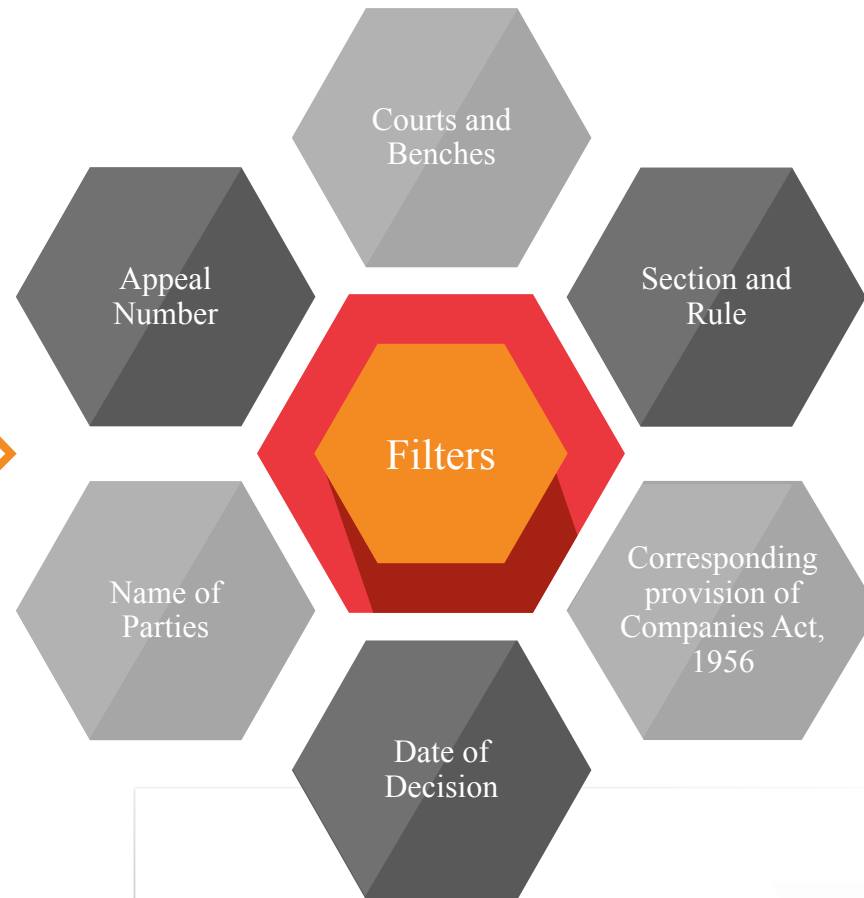 Courts and
Benches
Appeal
Number
Section and
Rule
Filters
Name of
Parties
Corresponding
provision of
Companies Act,
1956
Date of
Decision